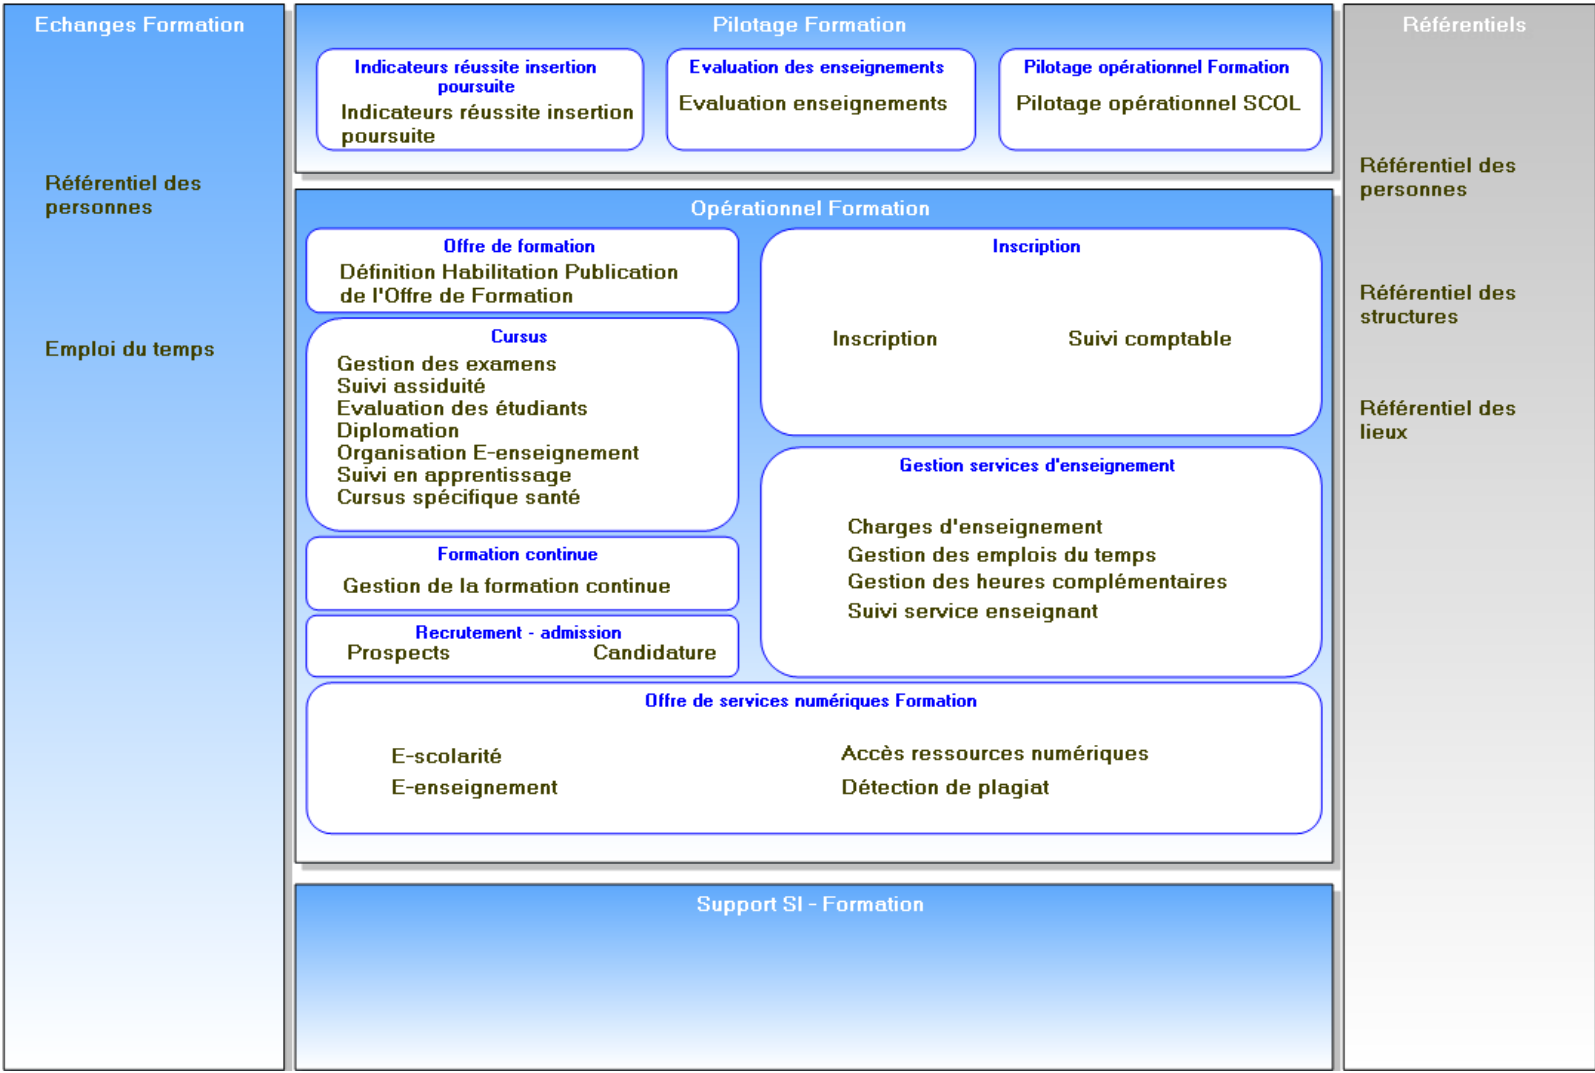 Echanges Formation
Référentiel des
personnes
Emploi du temps
Pilotage Formation
Indicateurs réussite insertion
poursuite
Indicateurs réussite insertion
poursuite
Evaluation des enseignements
Evaluation enseignements
Pilotage opérationnel Formation
Pilotage opérationnel SCOL
Opérationnel Formation
Offre de formation
Définition Habilitation Publication
de l'Offre de Formation
Cursus
Gestion des examens
Suivi assiduité
Evaluation des étudiants
Diplomation
Organisation E-enseignement
Suivi en apprentissage
Cursus spécifique santé
Formation continue
Gestion de la formation continue
Recrutement - admission
Prospects Candidature
Inscription
Inscription Suivi comptable
Gestion services d'enseignement
Charges d'enseignement
Gestion des emplois du temps
Gestion des heures complémentaires
Suivi service enseignant
Offre de services numériques Formation
E-scolarité
E-enseignement
Accès ressources numériques
Détection de plagiat
Support SI - Formation
Référentiels
Référentiel des
personnes
Référentiel des
structures
Référentiel des
lieux